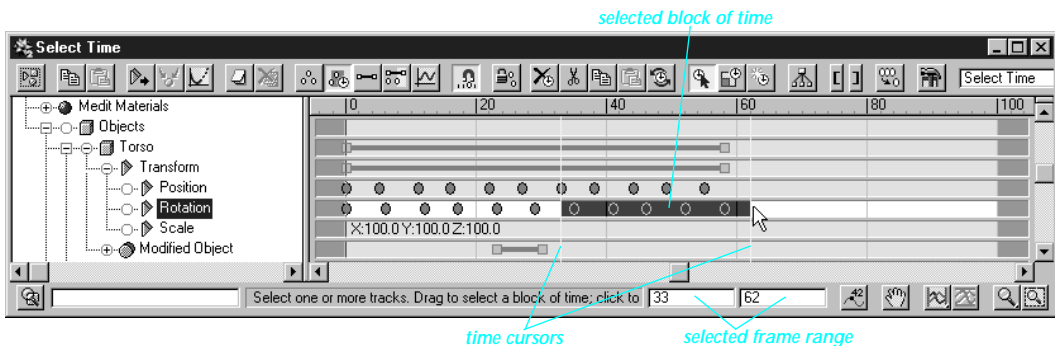 selected block of time
Select Time
Select Time
Medit Materials
0 20 40 60 80 100
Objects
Torso
Transform
Position
Rotation
Scale
X:100.0 Y:100.0 Z:100.0
Modified Object
Select one or more tracks. Drag to select a block of time; click to
33
62
42
time cursors
selected frame range